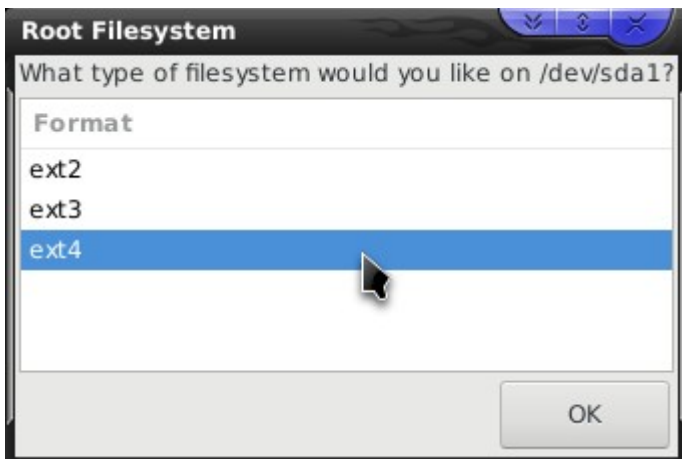 Root Filesystem
What type of filesystem would you like on /dev/sda1?
Format
ext2
ext3
ext4
OK